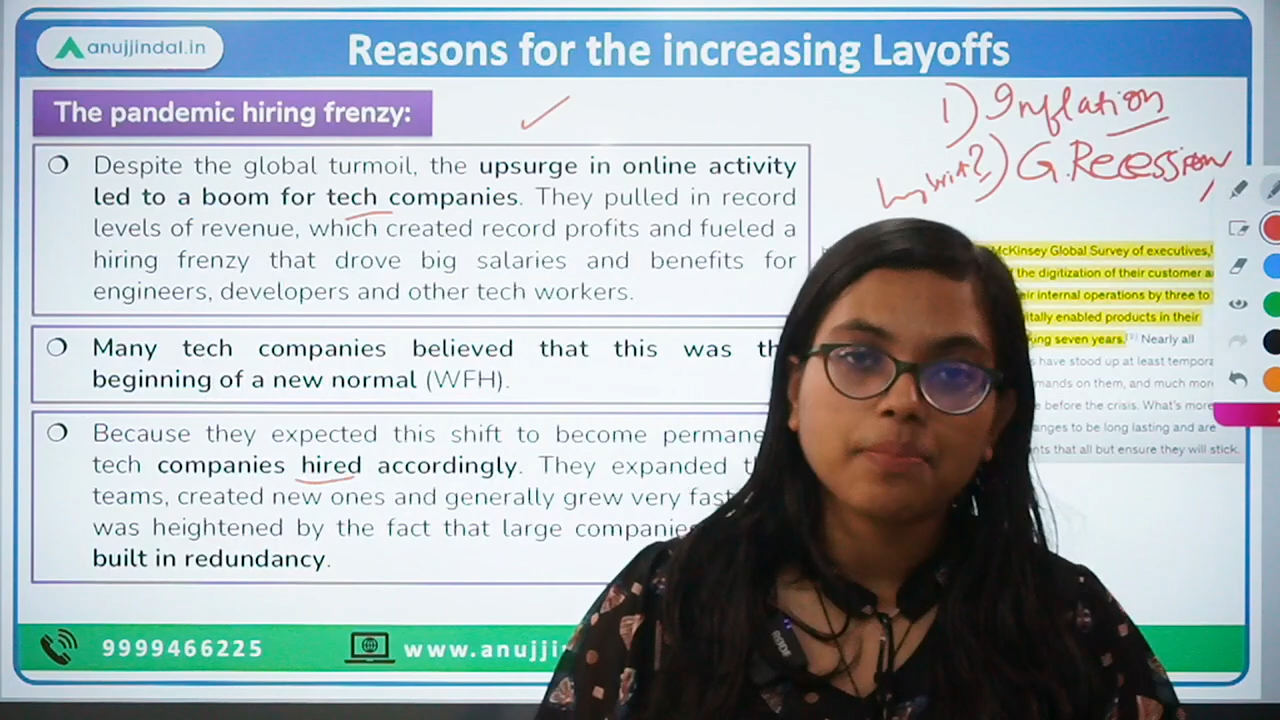 anujjindal.in
Reasons for the increasing Layoffs
The pandemic hiring frenzy:
Despite the global turmoil, the upsurge in online activity
led to a boom for tech companies. They pulled in record
levels of revenue, which created record profits and fueled a
hiring frenzy that drove big salaries and benefits for
engineers, developers and other tech workers.
Many tech companies believed that this was th
beginning of a new normal (WFH).
Because they expected this shift to become permane
tech companies hired accordingly. They expanded t
teams, created new ones and generally grew very fast
was heightened by the fact that large companies
built in redundancy.
1) Inflation
2) G. Recession
McKinsey Global Survey of executives,
f the digitization of their customer a
eir internal operations by three to
itally enabled products in their
king seven years.[3] Nearly all
s have stood up at least tempora
mands on them, and much mor
e before the crisis. What's more
anges to be long lasting and are
nts that all but ensure they will stick.
9999466225
www.anujji
RODE